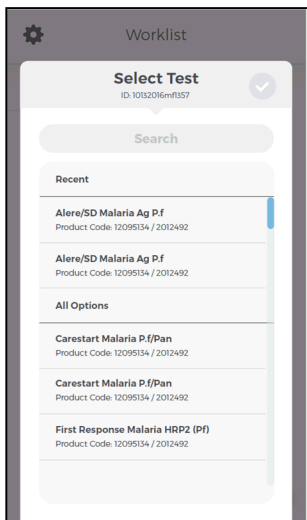 Worklist
Select Test
ID: 10132016mfl357
Search
Recent
Alere/SD Malaria Ag P.f
Product Code: 12095134 / 2012492
Alere/SD Malaria Ag P.f
Product Code: 12095134 / 2012492
All Options
Carestart Malaria P.f/Pan
Product Code: 12095134 / 2012492
Carestart Malaria P.f/Pan
Product Code: 12095134 / 2012492
First Response Malaria HRP2 (Pf)
Product Code: 12095134 / 2012492